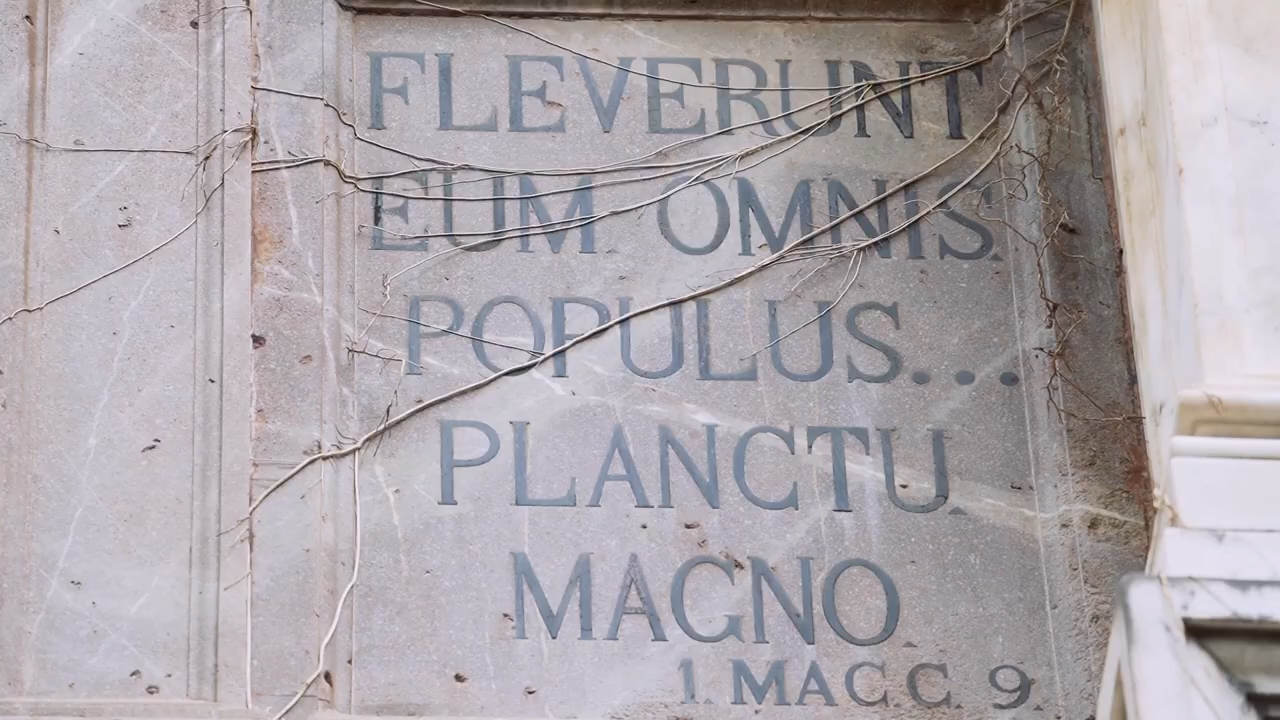 FLEVERUNT
EUM OMNIS
POPULUS...
PLANCTU
MAGNO
1. MACC. 9.